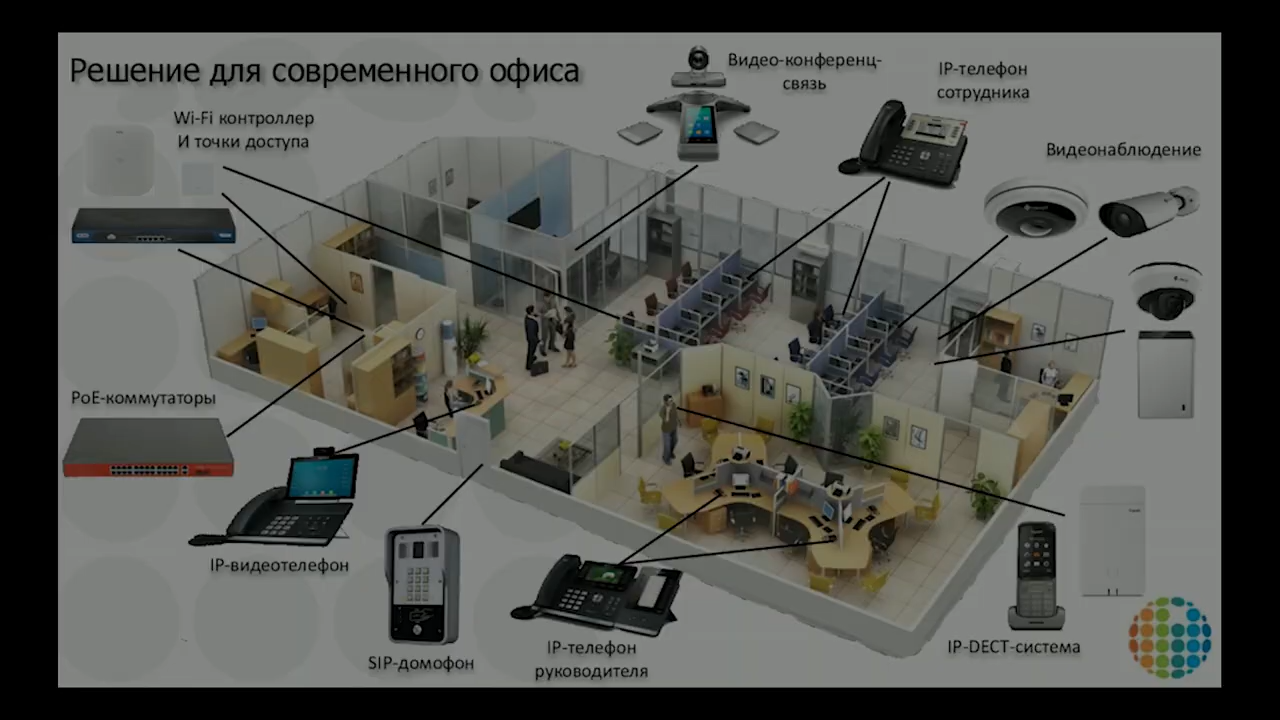 Решение для современного офиса
Wi-Fi контроллер
И точки доступа
Видео-конференц-
связь
IP-телефон
сотрудника
Видеонаблюдение
PoE-коммутаторы
IP-видеотелефон
SIP-домофон
IP-телефон
руководителя
IP-DECT-система